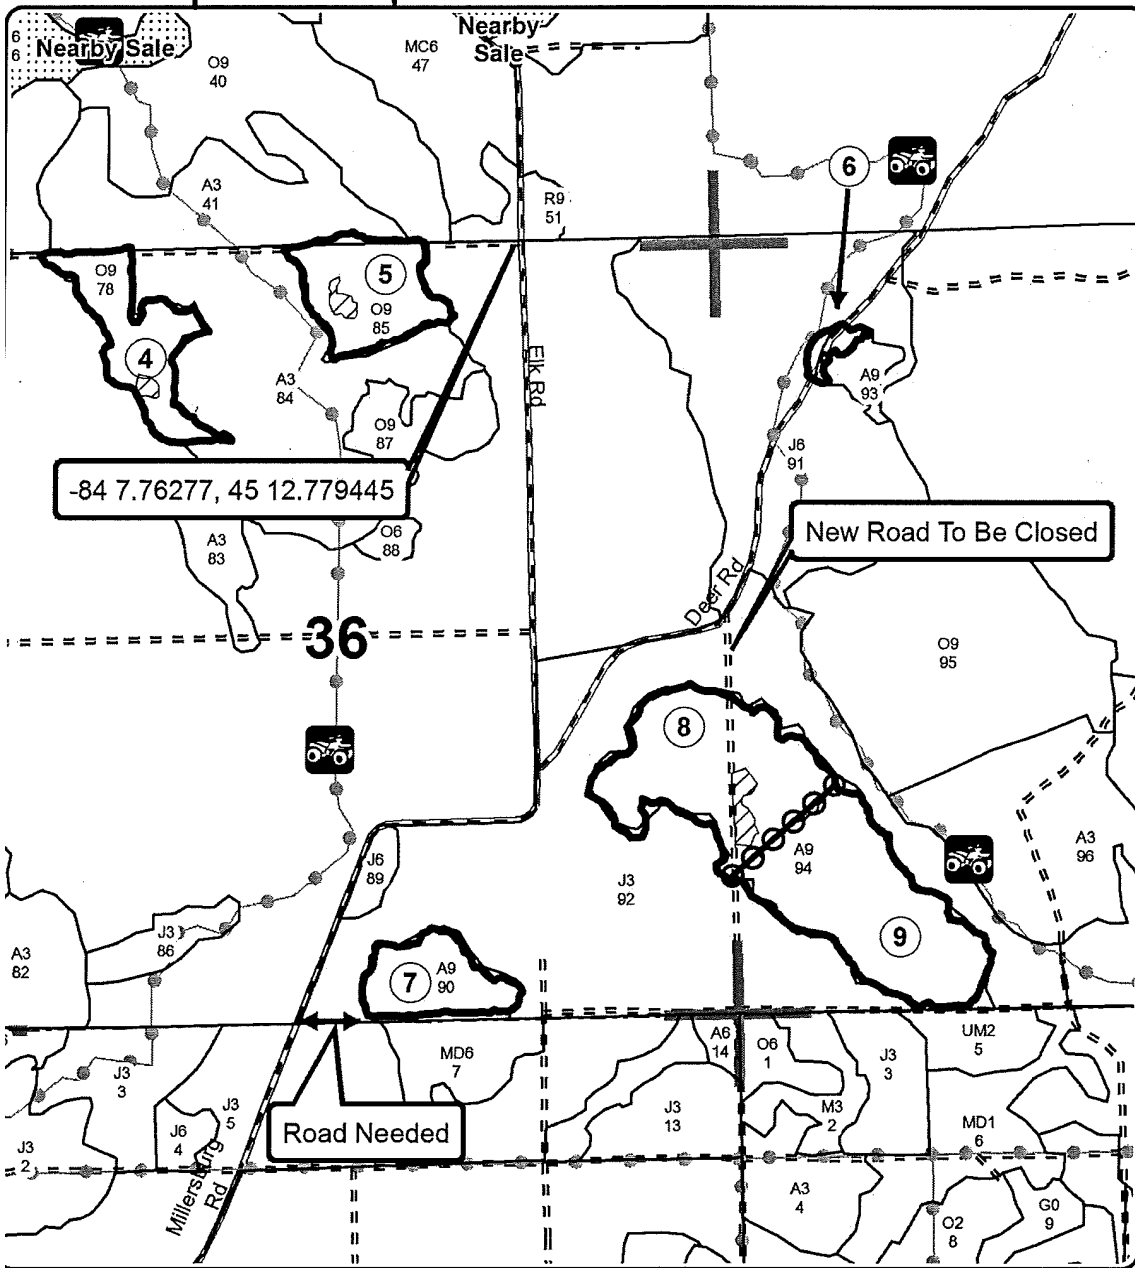 6
6
Nearby Sale
O9
40
MC6
47
Nearby
Sale
A3
41
R9
51
6
O9
78
5
O9
85
4
A3
84
Elk Rd
A9
93
O9
87
J6
91
-84 7.76277, 45 12.779445
New Road To Be Closed
O6
88
A3
83
Deer Rd
36
O9
95
8
A9
94
A3
96
J6
89
J3
92
J3
86
9
A3
82
7
A9
90
A6
14
O6
1
UM2
5
MD6
7
J3
3
J3
3
J3
5
J6
4
Road Needed
J3
13
M3
2
MD1
6
J3
2
Millersburg
Rd
A3
4
O2
8
G0
9